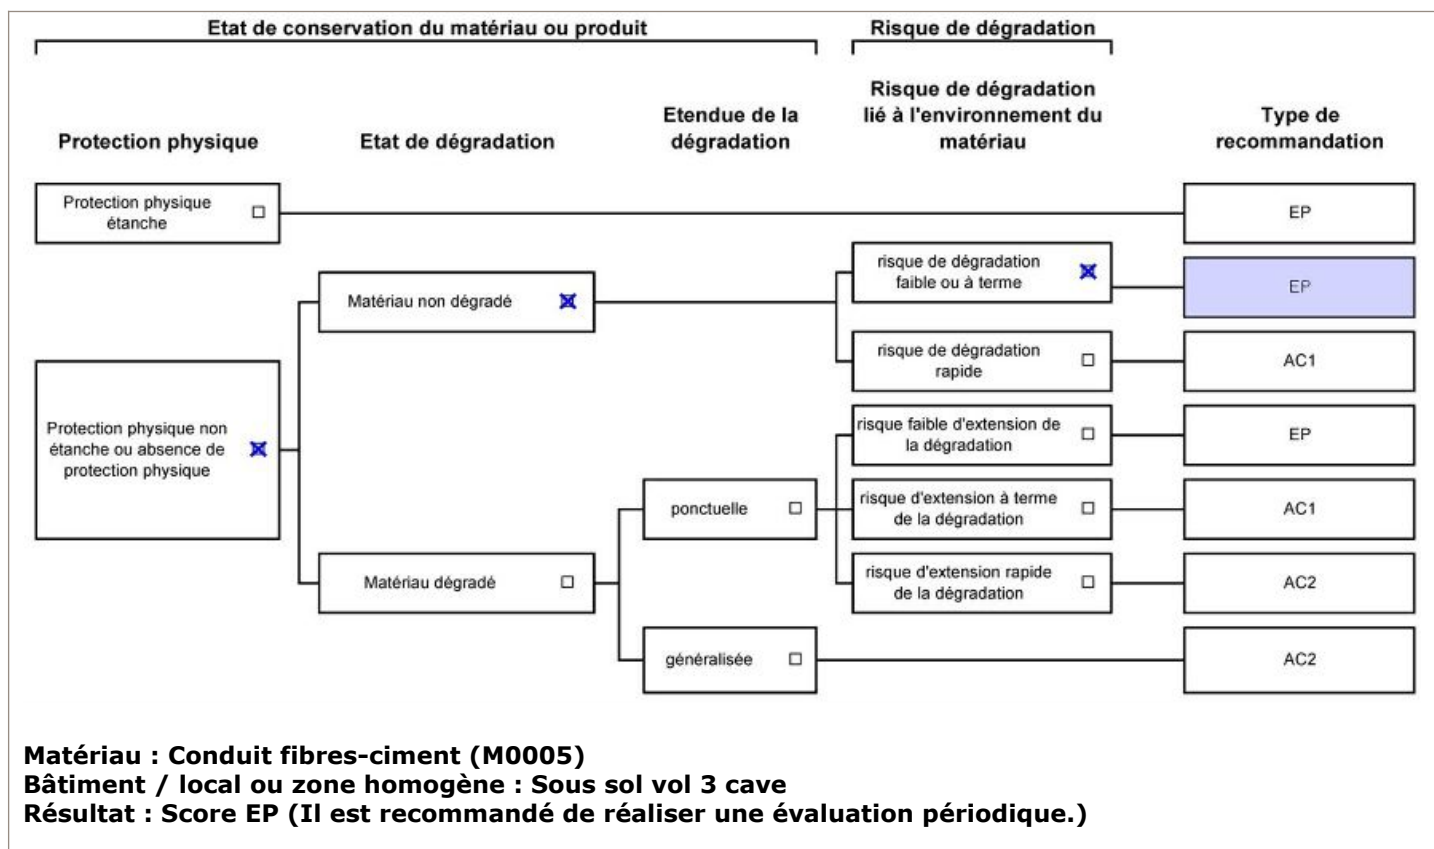 Etat de conservation du matériau ou produit
Risque de dégradation
Protection physique
Etat de dégradation
Etendue de la
dégradation
Risque de dégradation
lié à l'environnement du
matériau
Type de
recommandation
Protection physique
étanche
EP
risque de dégradation
faible ou à terme
EP
Matériau non dégradé
risque de dégradation
rapide
AC1
Protection physique non
étanche ou absence de
protection physique
risque faible d'extension de
la dégradation
EP
ponctuelle
risque d'extension à terme
de la dégradation
AC1
Matériau dégradé
risque d'extension rapide
de la dégradation
AC2
généralisée
AC2
Matériau : Conduit fibres-ciment (M0005)
Bâtiment / local ou zone homogène : Sous sol vol 3 cave
Résultat : Score EP (Il est recommandé de réaliser une évaluation périodique.)